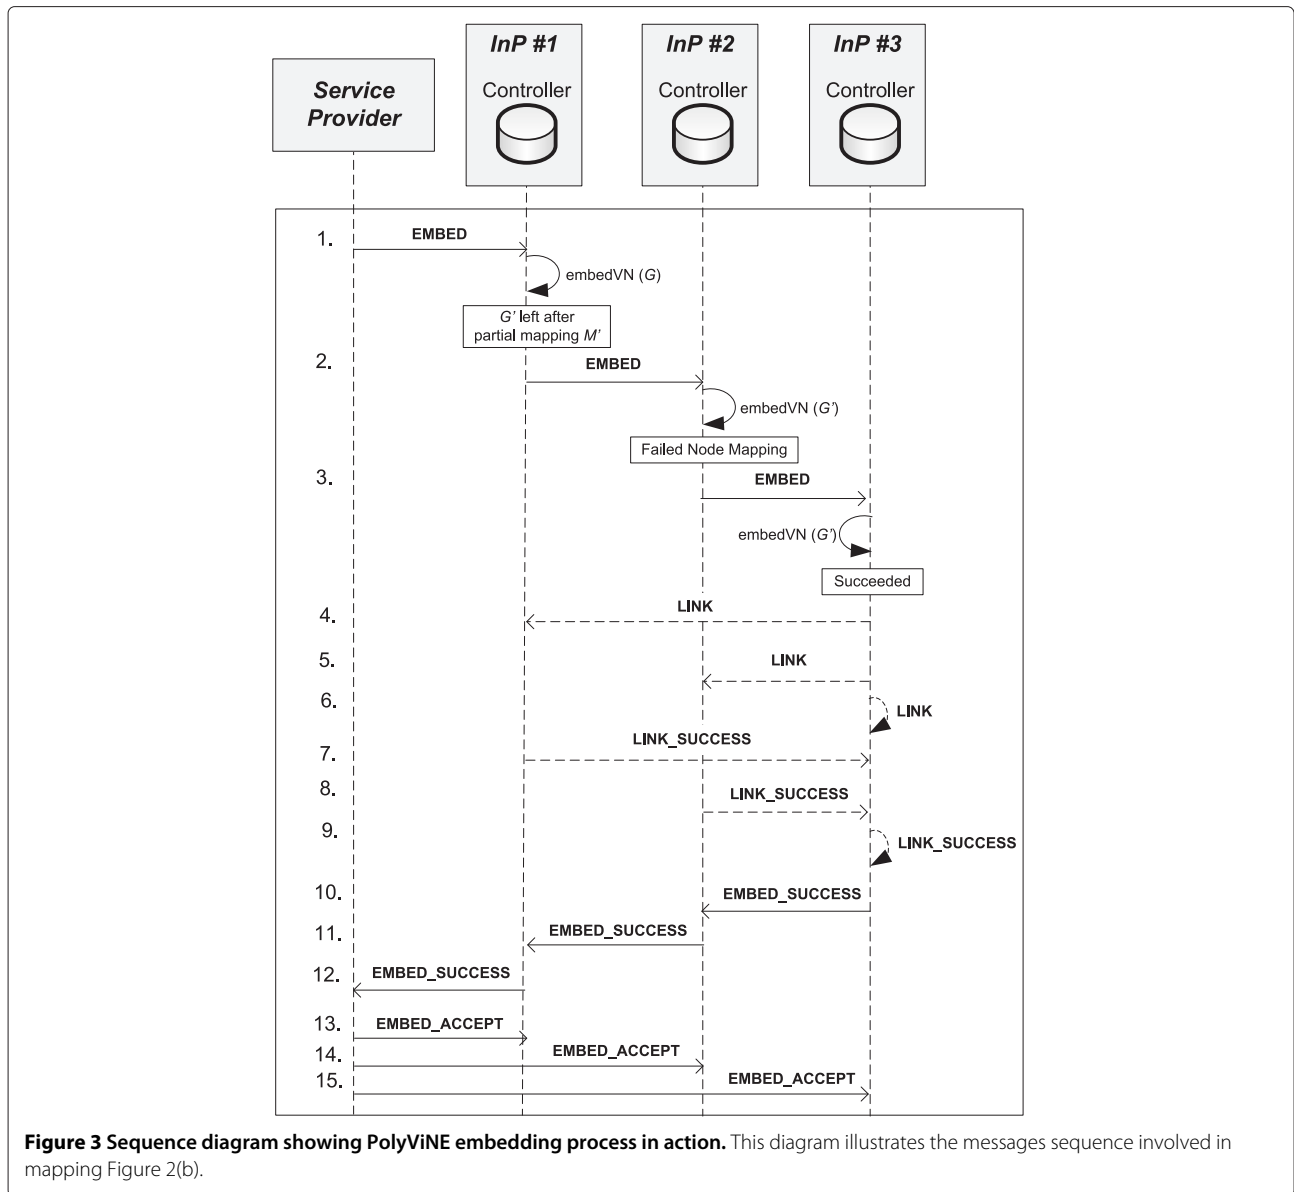 InP #1
InP #2
InP #3
Service
Provider
Controller
Controller
Controller
1.
EMBED
embedVN (G)
G' left after
partial mapping M'
2.
EMBED
embedVN (G')
Failed Node Mapping
3.
EMBED
embedVN (G')
Succeeded
4.
LINK
5.
LINK
6.
LINK
7.
LINK_SUCCESS
8.
LINK_SUCCESS
9.
LINK_SUCCESS
10.
EMBED_SUCCESS
11.
EMBED_SUCCESS
12.
EMBED_SUCCESS
13.
EMBED_ACCEPT
14.
EMBED_ACCEPT
15.
EMBED_ACCEPT
Figure 3 Sequence diagram showing PolyViNE embedding process in action. This diagram illustrates the messages sequence involved in
mapping Figure 2(b).